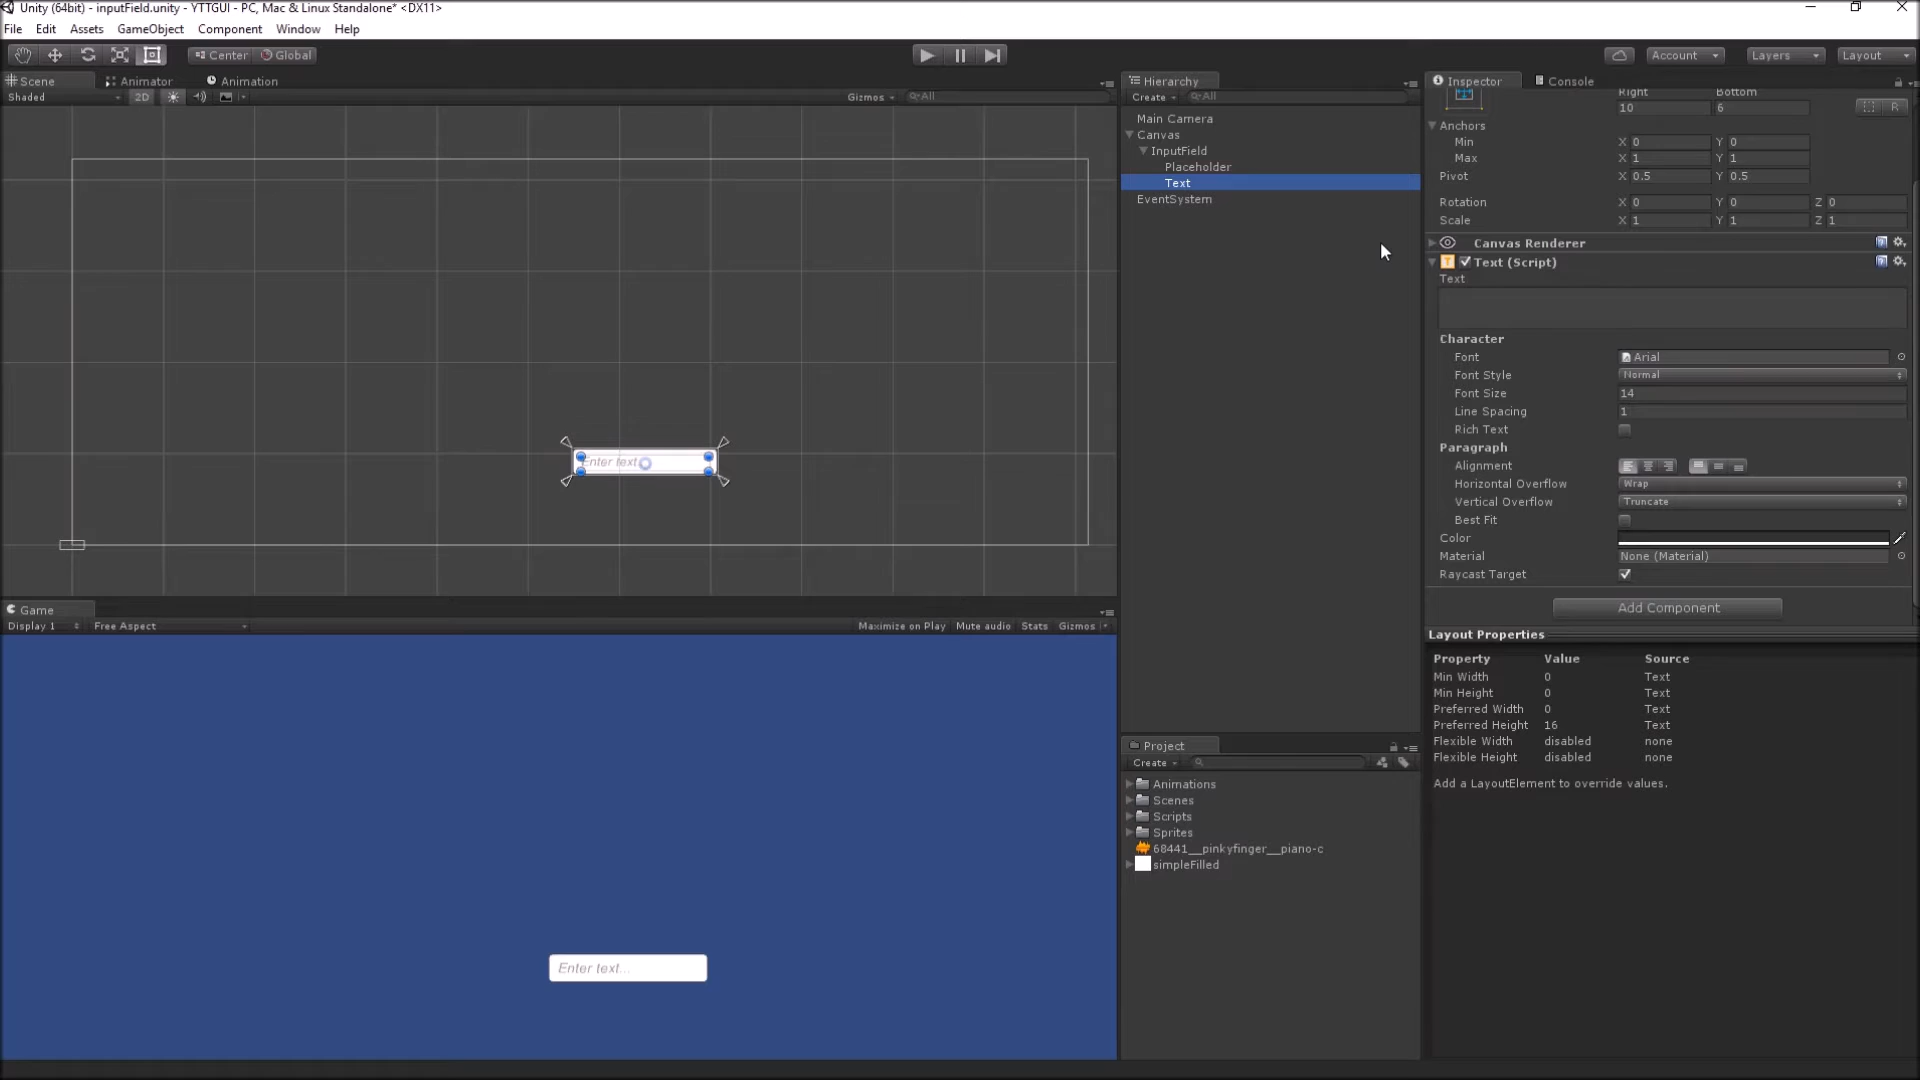 Unity (64bit) - inputField.unity - YTTGUI - PC, Mac & Linux Standalone* <DX11>
File Edit Assets GameObject Component Window Help
Center Global
Account Layers Layout
Scene Animator Animation
Shaded 2D Gizmos All
Enter text
Game
Display 1 Free Aspect Maximize on Play Mute audio Stats Gizmos
Enter text...
Hierarchy
Create All
Main Camera
Canvas
InputField
Placeholder
Text
EventSystem
Project
Create
Animations
Scenes
Scripts
Sprites
68441__pinkyfinger__piano-c
simpleFilled
Inspector Console
Right Bottom
10 6 R
Anchors
Min X 0 Y 0
Max X 1 Y 1
Pivot X 0.5 Y 0.5
Rotation X 0 Y 0 Z 0
Scale X 1 Y 1 Z 1
Canvas Renderer
T Text (Script)
Text
Character
Font Arial
Font Style Normal
Font Size 14
Line Spacing 1
Rich Text
Paragraph
Alignment
Horizontal Overflow Wrap
Vertical Overflow Truncate
Best Fit
Color
Material None (Material)
Raycast Target
Add Component
Layout Properties
Property Value Source
Min Width 0 Text
Min Height 0 Text
Preferred Width 0 Text
Preferred Height 16 Text
Flexible Width disabled none
Flexible Height disabled none
Add a LayoutElement to override values.